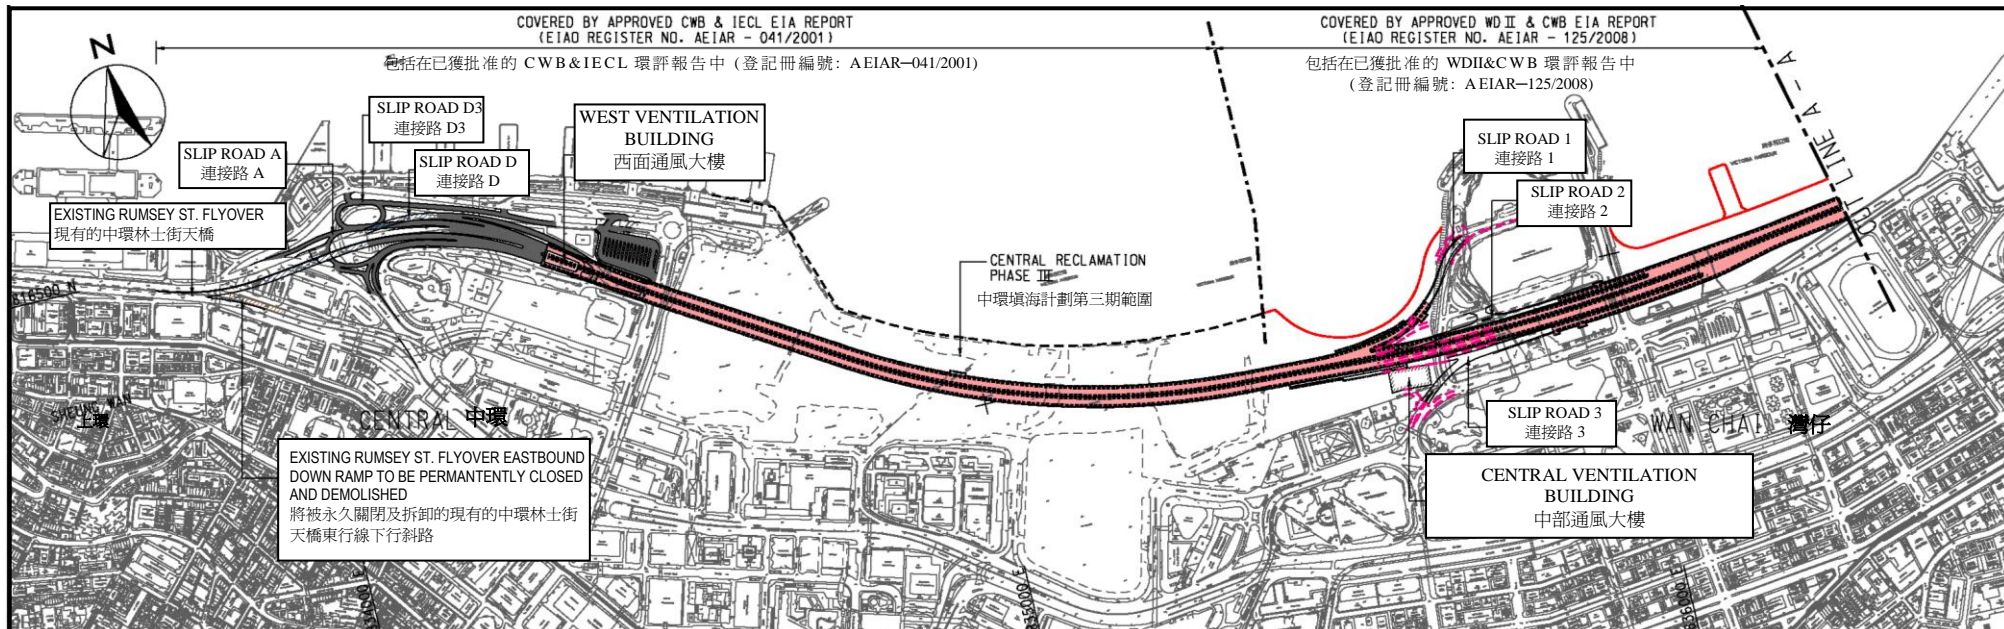 COVERED BY APPROVED CWB & IECL EIA REPORT
(EIAO REGISTER NO. AEIAR - 041/2001)
包括在已獲批准的 CWB&IECL 環評報告中 (登記冊編號: AEIAR—041/2001)
COVERED BY APPROVED WDII & CWB EIA REPORT
(EIAO REGISTER NO. AEIAR - 125/2008)
包括在已獲批准的 WDII&CWB 環評報告中
(登記冊編號: AEIAR—125/2008)
N
SLIP ROAD A
連接路 A
SLIP ROAD D3
連接路 D3
SLIP ROAD D
連接路 D
WEST VENTILATION
BUILDING
西面通風大樓
EXISTING RUMSEY ST. FLYOVER
現有的中環林士街天橋
CENTRAL RECLAMATION
PHASE III
中環填海計劃第三期範圍
SLIP ROAD 1
連接路 1
SLIP ROAD 2
連接路 2
VICTORIA HARBOUR
CUT LINE A - A
816500 N
SHEUNG WAN
上環
CENTRAL 中環
EXISTING RUMSEY ST. FLYOVER EASTBOUND
DOWN RAMP TO BE PERMANTENTLY CLOSED
AND DEMOLISHED
將被永久關閉及拆卸的現有的中環林士街
天橋東行線下行斜路
SLIP ROAD 3
連接路 3
WAN CHAI 灣仔
CENTRAL VENTILATION
BUILDING
中部通風大樓